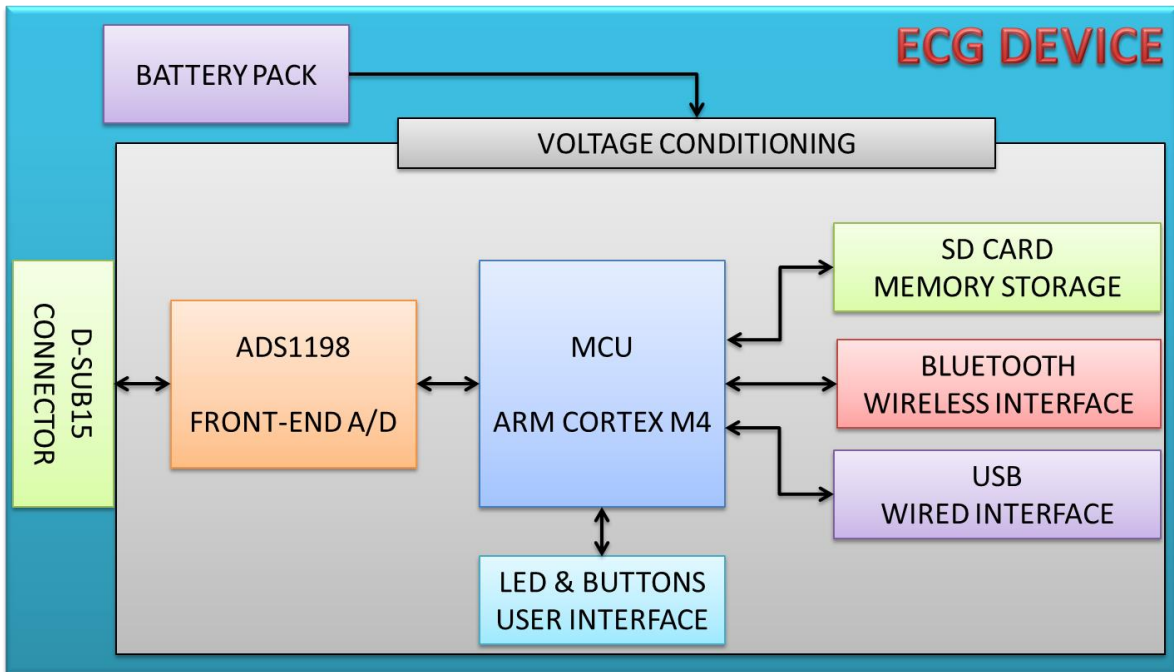 ECG DEVICE
BATTERY PACK
VOLTAGE CONDITIONING
D-SUB15
CONNECTOR
ADS1198
FRONT-END A/D
MCU
ARM CORTEX M4
SD CARD
MEMORY STORAGE
BLUETOOTH
WIRELESS INTERFACE
USB
WIRED INTERFACE
LED & BUTTONS
USER INTERFACE